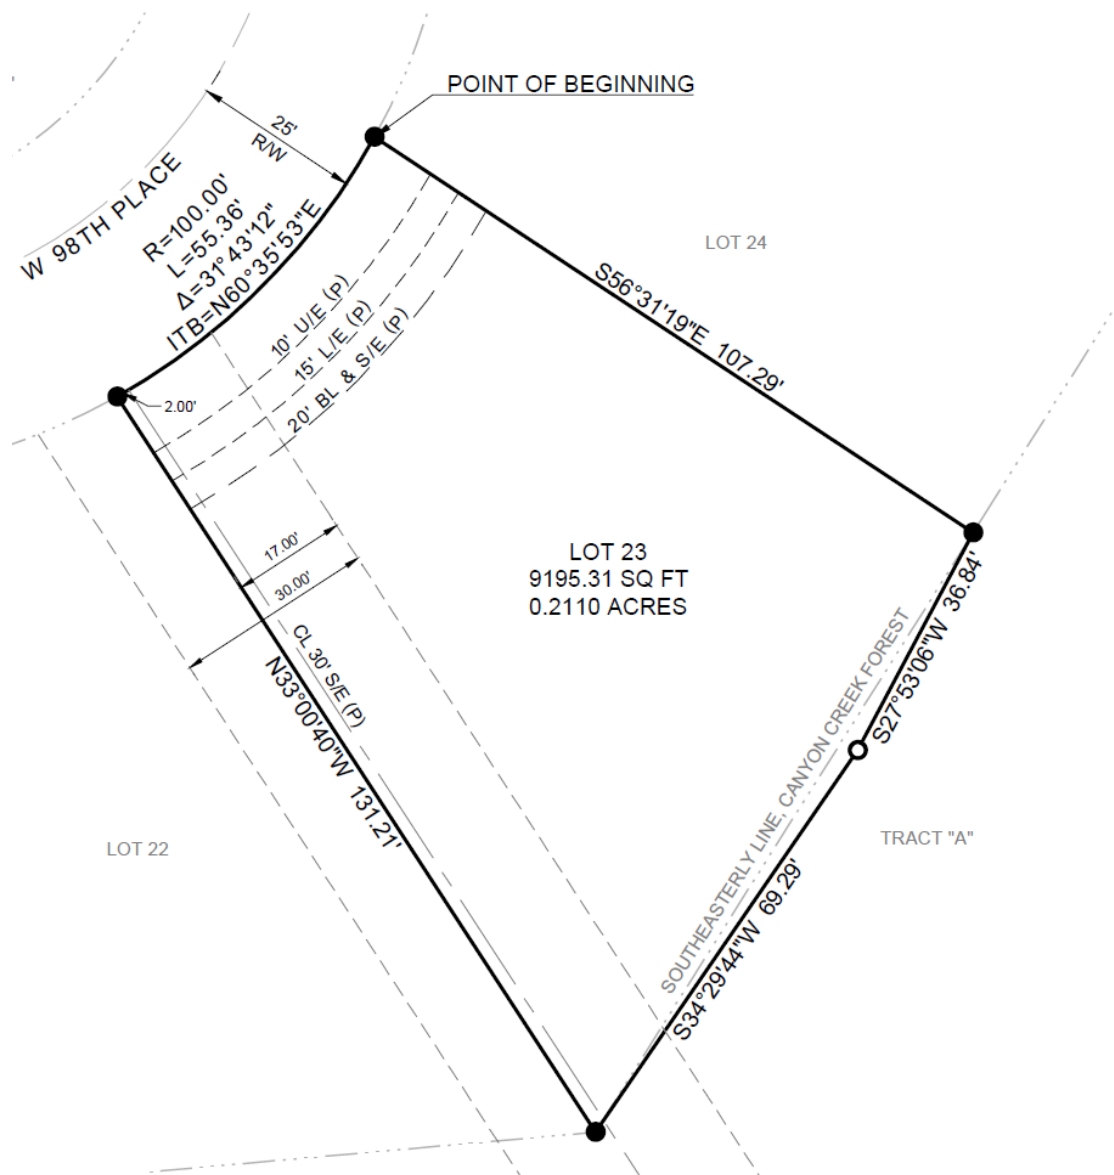 POINT OF BEGINNING
25'
R/W
W 98TH PLACE
R=100.00'
L=55.36'
Δ=31°43'12"
ITB=N60°35'53"E
LOT 24
S56°31'19"E 107.29'
10' U/E (P)
15' L/E (P)
20' BL & S/E (P)
2.00'
17.00'
30.00'
LOT 23
9195.31 SQ FT
0.2110 ACRES
S27°53'06"W 36.84'
CL 30' S/E (P)
N33°00'40"W 131.21'
SOUTHEASTERLY LINE, CANYON CREEK FOREST
S34°29'44"W 69.29'
LOT 22
TRACT "A"